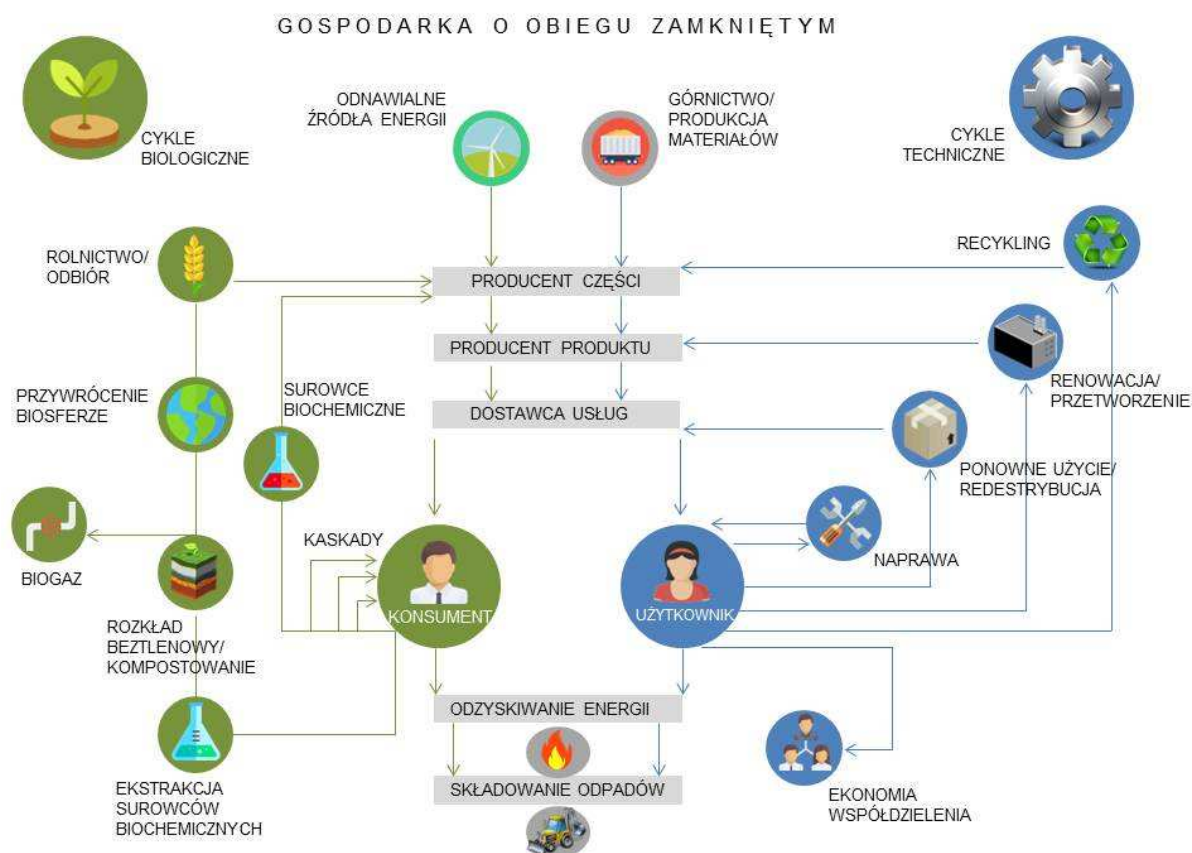 GOSPODARKA O OBIEGU ZAMKNIĘTYM
CYKLE
BIOLOGICZNE
ODNAWIALNE
ŹRÓDŁA ENERGII
GÓRNICTWO/
PRODUKCJA
MATERIAŁÓW
CYKLE
TECHNICZNE
ROLNICTWO/
ODBIÓR
RECYKLING
PRODUCENT CZĘŚCI
PRODUCENT PRODUKTU
PRZYWRÓCENIE
BIOSFERZE
SUROWCE
BIOCHEMICZNE
RENOWACJA/
PRZETWORZENIE
DOSTAWCA USŁUG
PONOWNE UŻYCIE/
REDESTRYBUCJA
KASKADY
BIOGAZ
NAPRAWA
KONSUMENT
UŻYTKOWNIK
ROZKŁAD
BEZTLENOWY/
KOMPOSTOWANIE
ODZYSKIWANIE ENERGII
EKSTRAKCJA
SUROWCÓW
BIOCHEMICZNYCH
SKŁADOWANIE ODPADÓW
EKONOMIA
WSPÓŁDZIELENIA